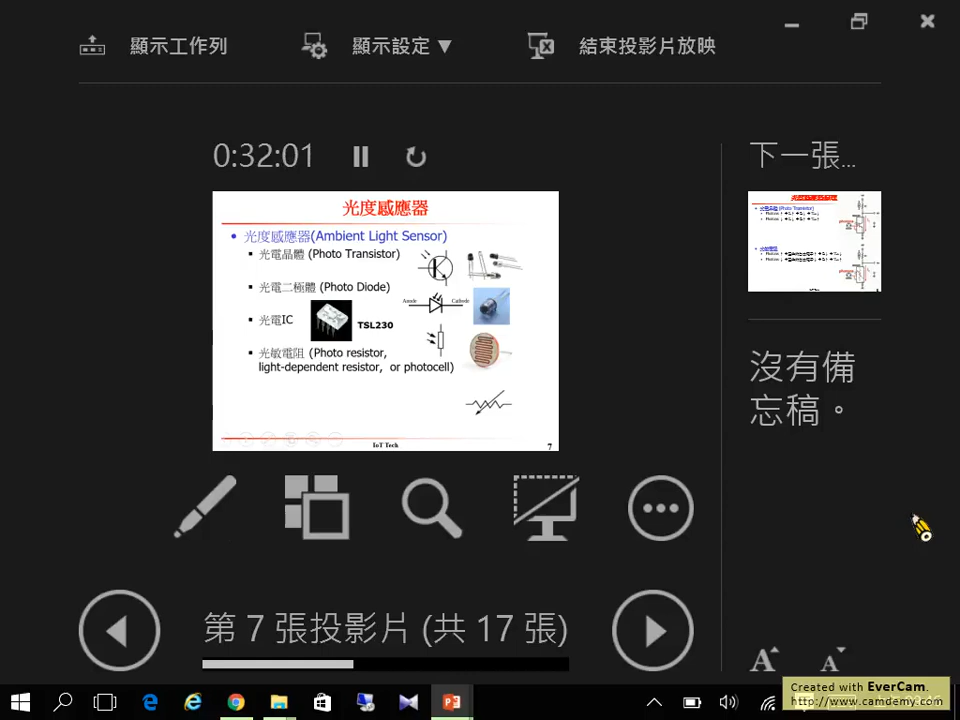 顯示工作列
顯示設定 ▼
結束投影片放映
0:32:01
下一張...
光度感應器
• 光度感應器(Ambient Light Sensor)
▪ 光電晶體 (Photo Transistor)
▪ 光電二極體 (Photo Diode)
Anode
Cathode
▪ 光電IC
TSL230
▪ 光敏電阻 (Photo resistor,
light-dependent resistor, or photocell)
IoT Tech
7
沒有備
忘稿。
第 7 張投影片 (共 17 張)
A A
Created with EverCam.
http://www.camdemy.com